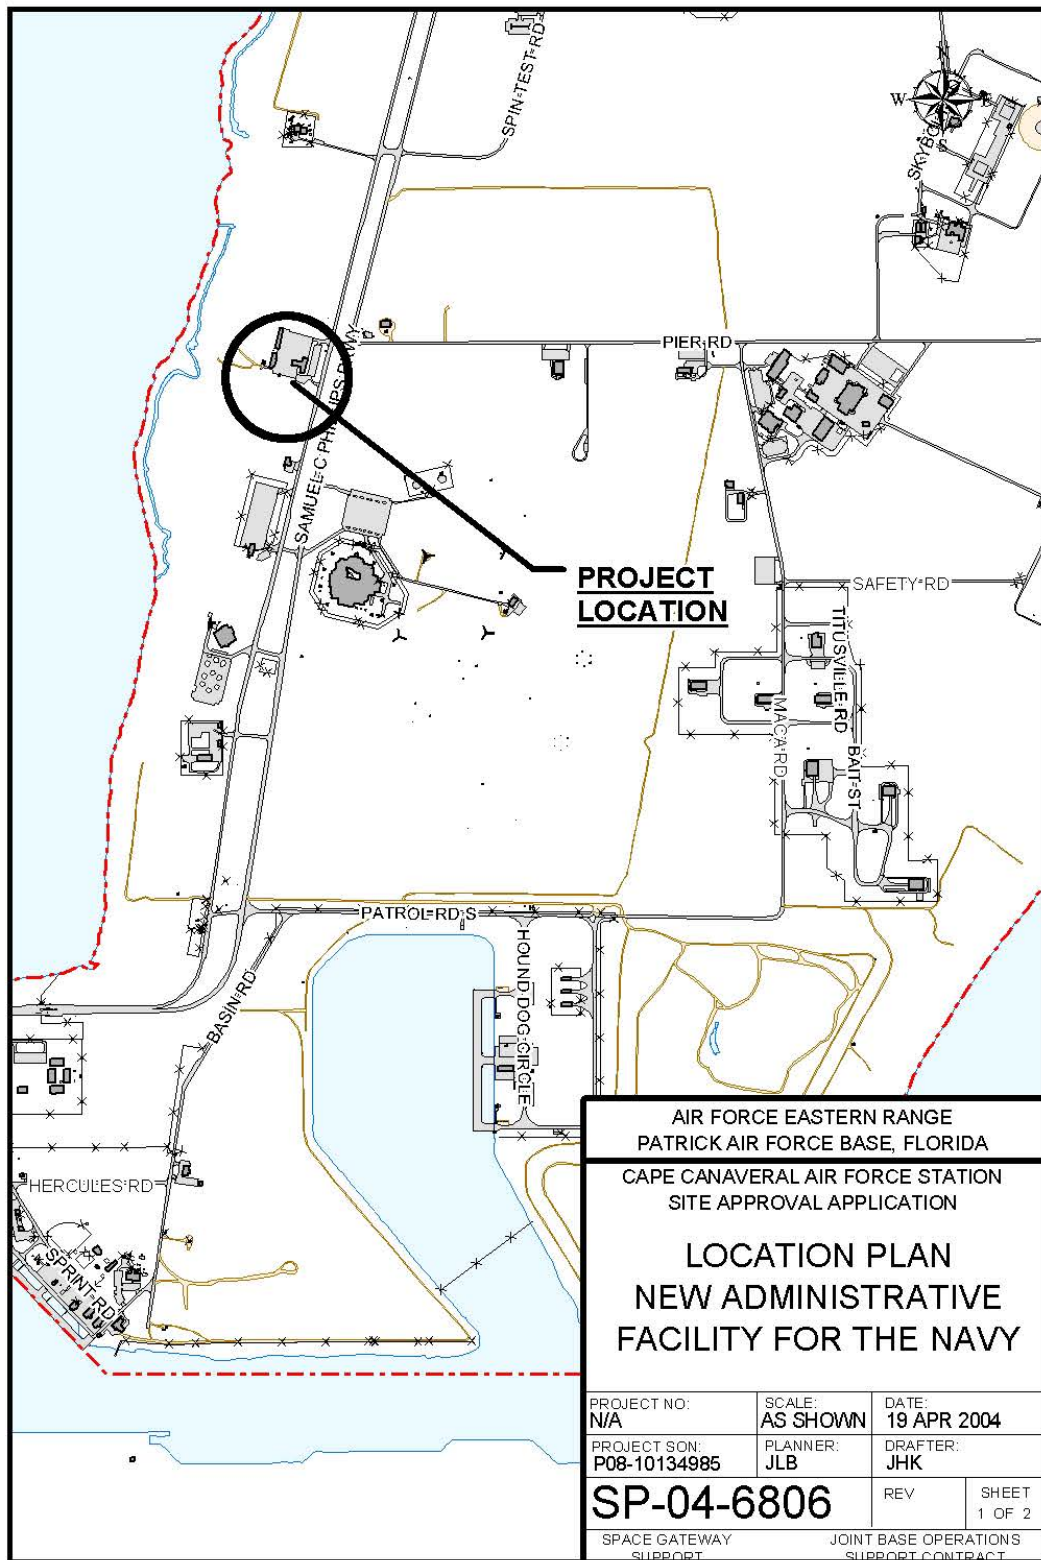 SPIN TEST RD
N
W
E
S
SKYBO
PIER RD
SAMUEL C PHILLIPS PKWY
PROJECT
LOCATION
SAFETY RD
TITUSVILLE RD
MACA RD
BAIT ST
PATROL RD S
BASIN RD
HOUND DOG CIRCLE
HERCULES RD
SPRINT RD
AIR FORCE EASTERN RANGE
PATRICK AIR FORCE BASE, FLORIDA
CAPE CANAVERAL AIR FORCE STATION
SITE APPROVAL APPLICATION
LOCATION PLAN
NEW ADMINISTRATIVE
FACILITY FOR THE NAVY
PROJECT NO: SCALE: DATE:
N/A AS SHOWN 19 APR 2004
PROJECT SON: PLANNER: DRAFTER:
P08-10134985 JLB JHK
SP-04-6806 REV SHEET
1 OF 2
SPACE GATEWAY JOINT BASE OPERATIONS
SUPPORT SUPPORT CONTRACT